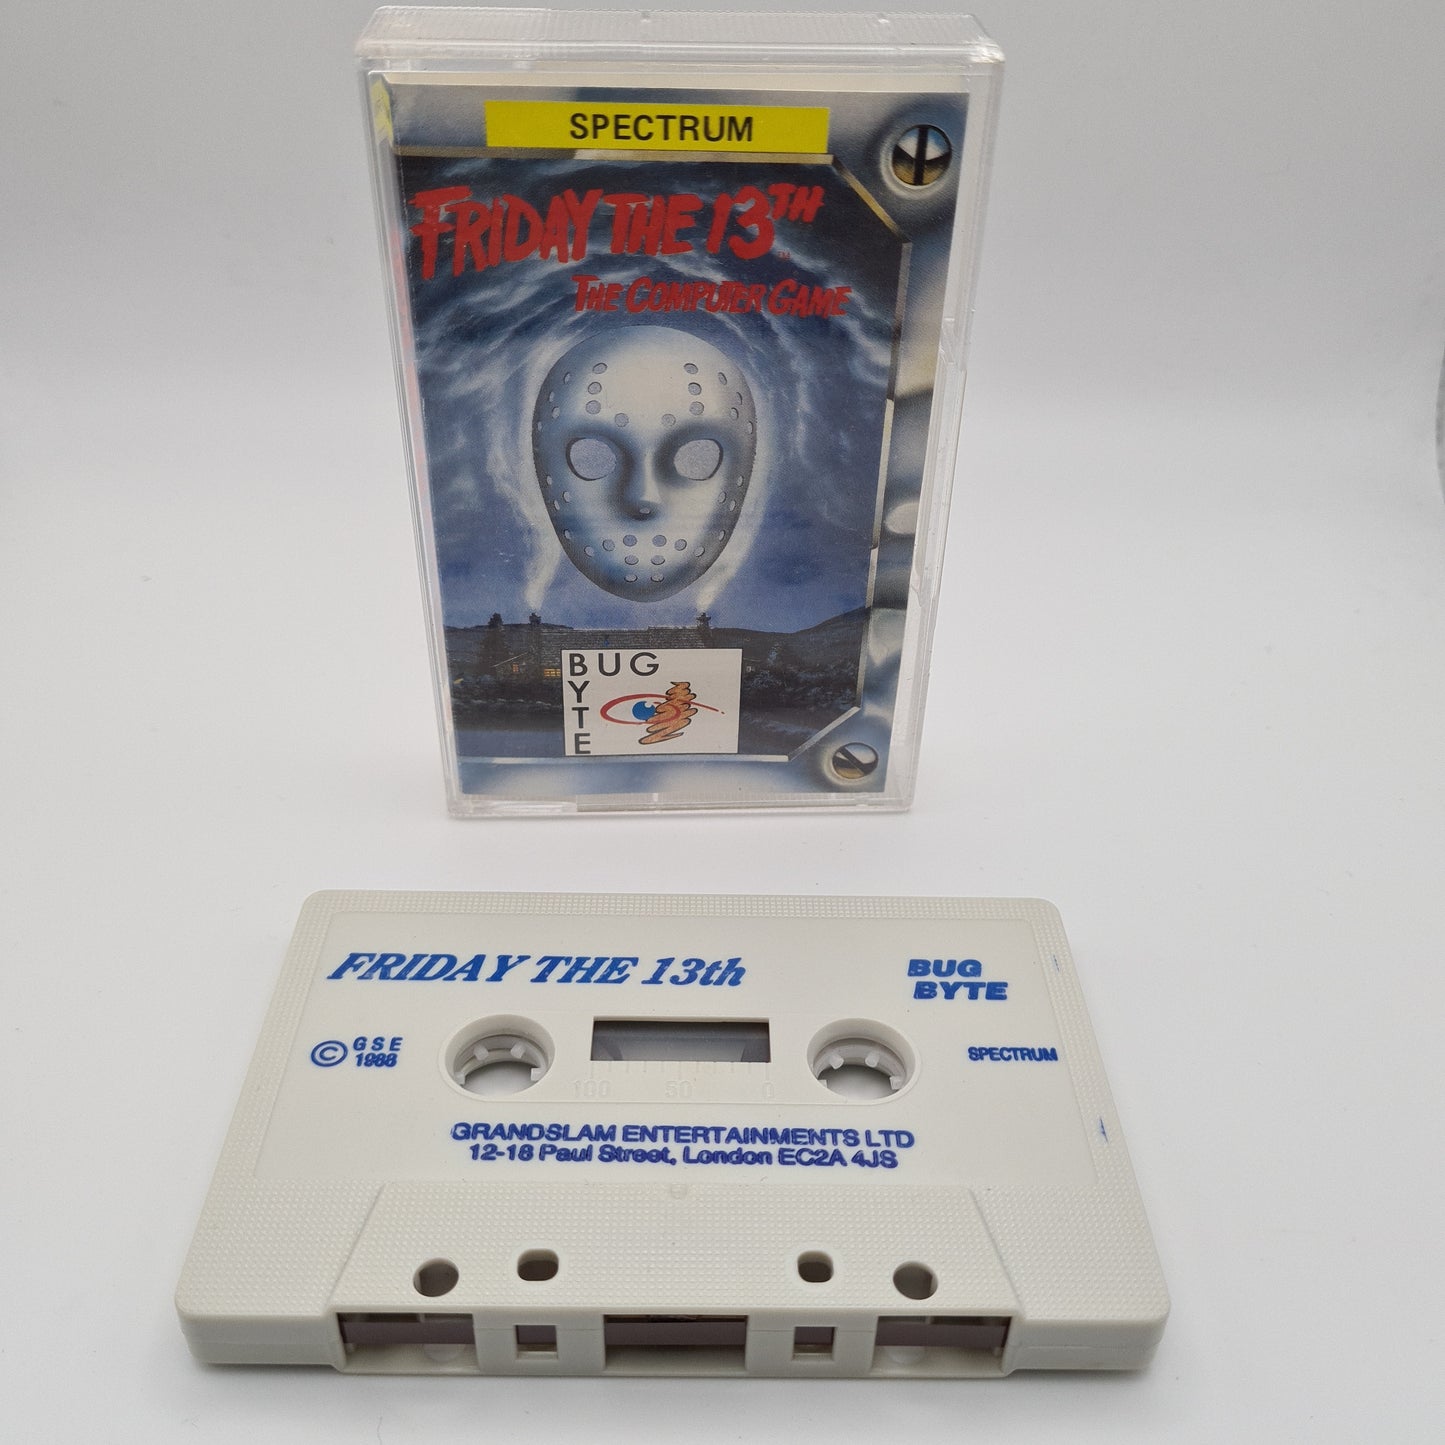 SPECTRUM
FRIDAY THE 13TH
TM
THE COMPUTER GAME
BUG
BYTE
FRIDAY THE 13th
BUG
BYTE
© GSE
1988
SPECTRUM
100 50 0
GRANDSLAM ENTERTAINMENTS LTD
12-18 Paul Street, London EC2A 4JS